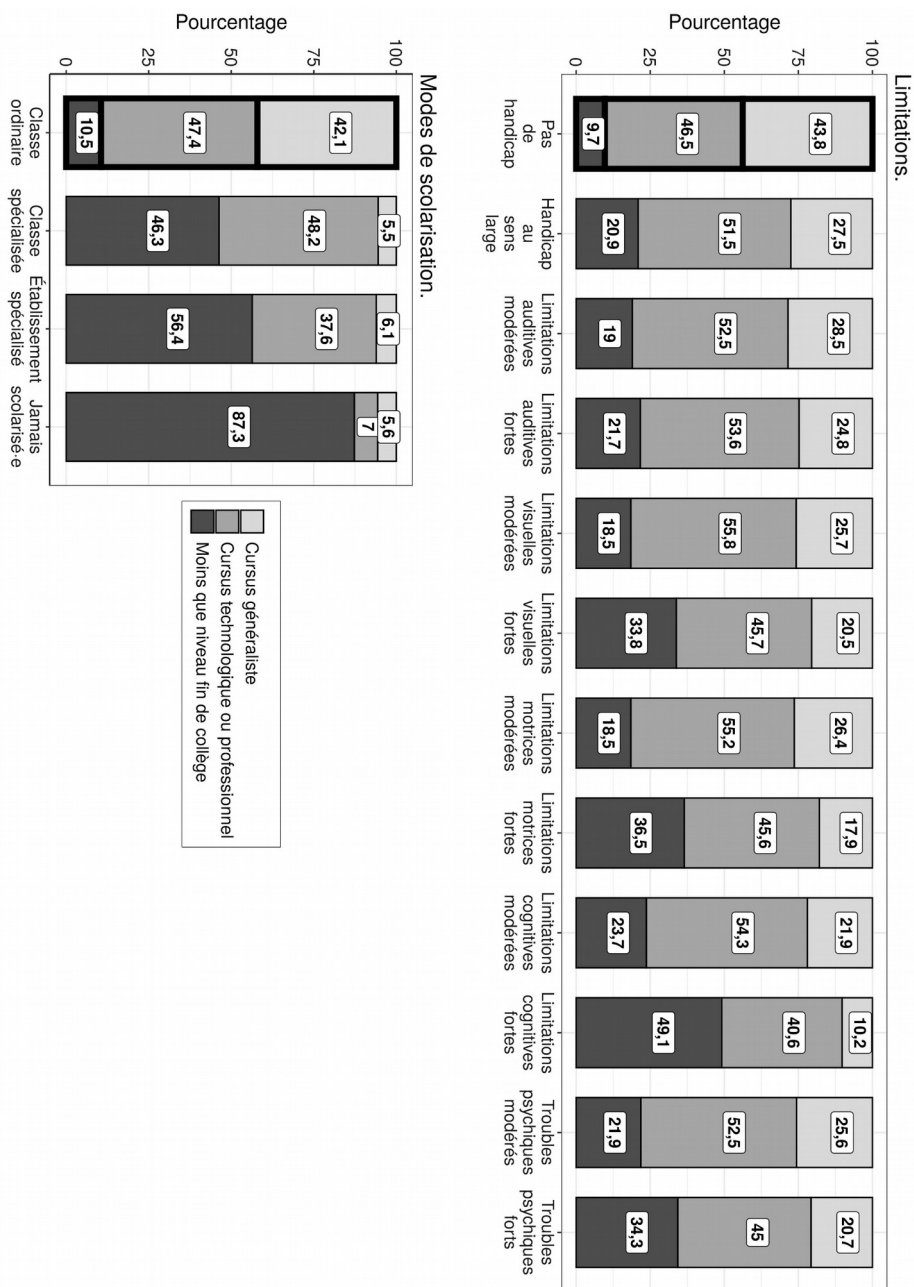 Limitations.
Pourcentage
100
75
50
25
0
43,8
46,5
9,7
27,5
51,5
20,9
28,5
52,5
19
24,8
53,6
21,7
25,7
55,8
18,5
20,5
45,7
33,8
26,4
55,2
18,5
17,9
45,6
36,5
21,9
54,3
23,7
10,2
40,6
49,1
25,6
52,5
21,9
20,7
45
34,3
Pas
de
handicap
Handicap
au
sens
large
Limitations
auditives
modérées
Limitations
auditives
fortes
Limitations
visuelles
modérées
Limitations
visuelles
fortes
Limitations
motrices
modérées
Limitations
motrices
fortes
Limitations
cognitives
modérées
Limitations
cognitives
fortes
Troubles
psychiques
modérés
Troubles
psychiques
forts
Modes de scolarisation.
Pourcentage
100
75
50
25
0
42,1
47,4
10,5
5,5
48,2
46,3
6,1
37,6
56,4
5,6
7
87,3
Classe
ordinaire
Classe
spécialisée
Établissement
spécialisé
Jamais
scolarisé·e
Cursus généraliste
Cursus technologique ou professionnel
Moins que niveau fin de collège